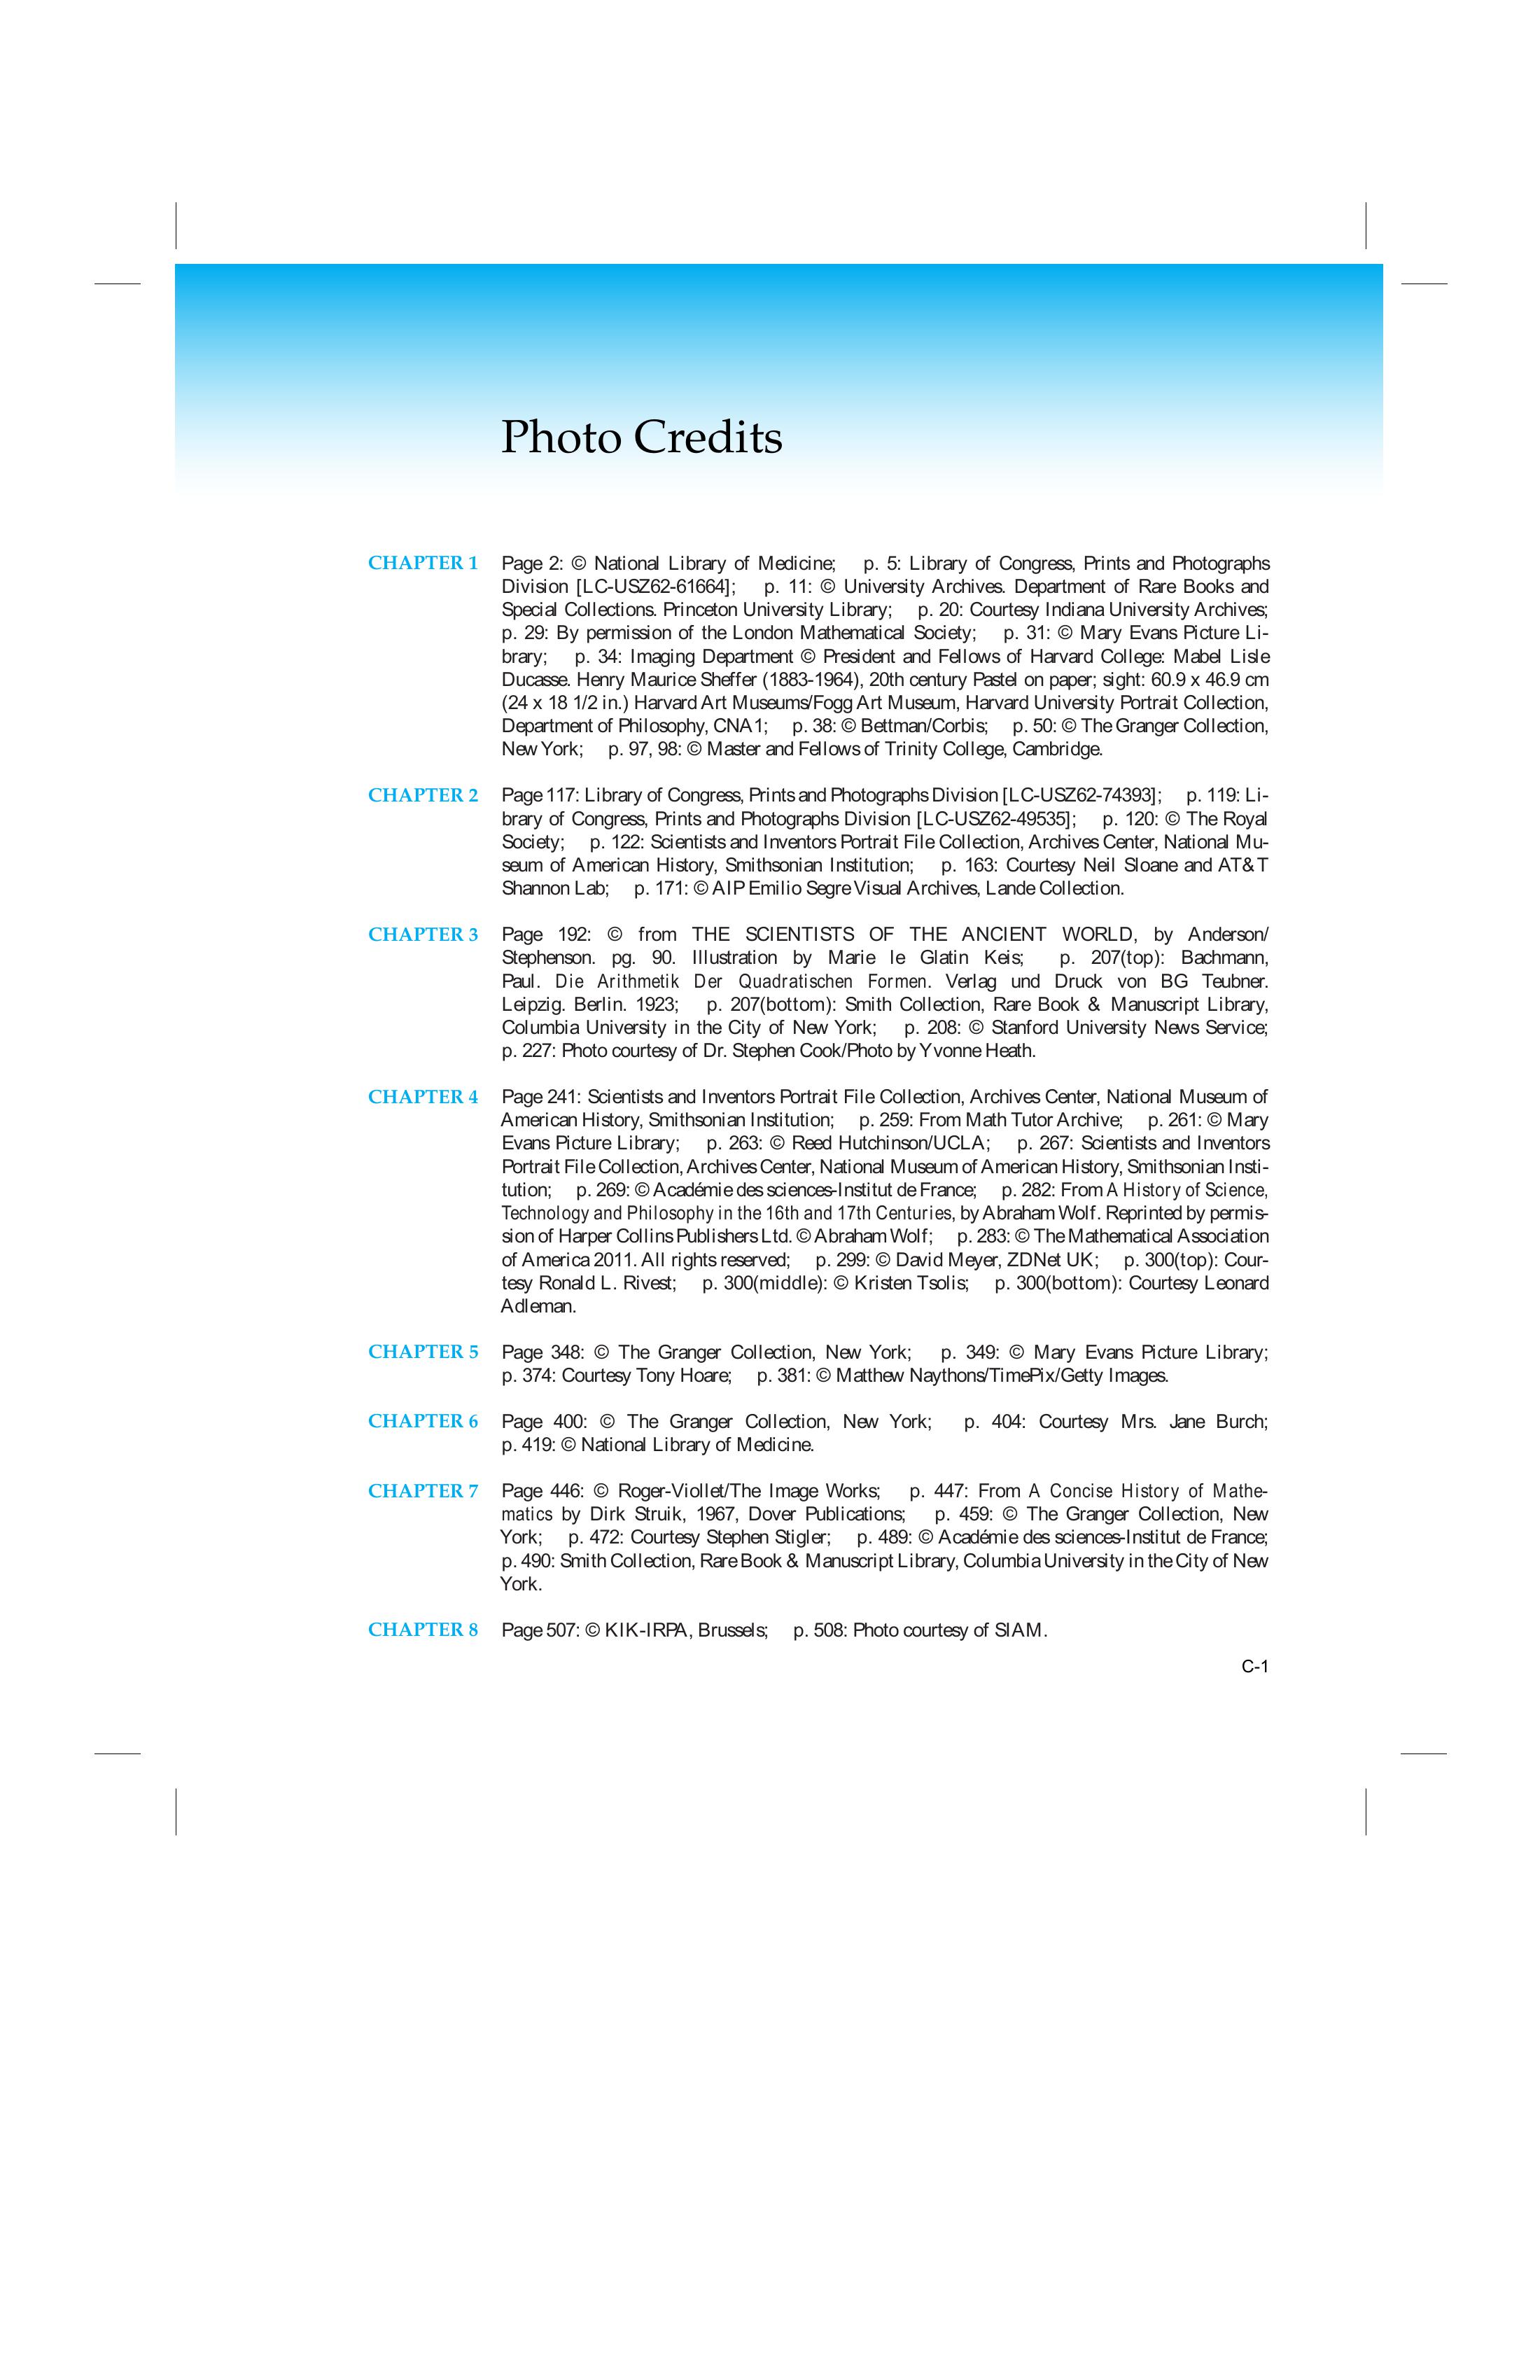 Photo Credits
CHAPTER 1 Page 2: © National Library of Medicine; p. 5: Library of Congress, Prints and Photographs
Division [LC-USZ62-61664]; p. 11: © University Archives. Department of Rare Books and
Special Collections. Princeton University Library; p. 20: Courtesy Indiana University Archives;
p. 29: By permission of the London Mathematical Society; p. 31: © Mary Evans Picture Li-
brary; p. 34: Imaging Department © President and Fellows of Harvard College: Mabel Lisle
Ducasse. Henry Maurice Sheffer (1883-1964), 20th century Pastel on paper; sight: 60.9 x 46.9 cm
(24 x 18 1/2 in.) Harvard Art Museums/Fogg Art Museum, Harvard University Portrait Collection,
Department of Philosophy, CNA1; p. 38: © Bettman/Corbis; p. 50: © The Granger Collection,
New York; p. 97, 98: © Master and Fellows of Trinity College, Cambridge.
CHAPTER 2 Page 117: Library of Congress, Prints and Photographs Division [LC-USZ62-74393]; p. 119: Li-
brary of Congress, Prints and Photographs Division [LC-USZ62-49535]; p. 120: © The Royal
Society; p. 122: Scientists and Inventors Portrait File Collection, Archives Center, National Mu-
seum of American History, Smithsonian Institution; p. 163: Courtesy Neil Sloane and AT&T
Shannon Lab; p. 171: © AIP Emilio Segre Visual Archives, Lande Collection.
CHAPTER 3 Page 192: © from THE SCIENTISTS OF THE ANCIENT WORLD, by Anderson/
Stephenson. pg. 90. Illustration by Marie le Glatin Keis; p. 207(top): Bachmann,
Paul. Die Arithmetik Der Quadratischen Formen. Verlag und Druck von BG Teubner.
Leipzig. Berlin. 1923; p. 207(bottom): Smith Collection, Rare Book & Manuscript Library,
Columbia University in the City of New York; p. 208: © Stanford University News Service;
p. 227: Photo courtesy of Dr. Stephen Cook/Photo by Yvonne Heath.
CHAPTER 4 Page 241: Scientists and Inventors Portrait File Collection, Archives Center, National Museum of
American History, Smithsonian Institution; p. 259: From Math Tutor Archive; p. 261: © Mary
Evans Picture Library; p. 263: © Reed Hutchinson/UCLA; p. 267: Scientists and Inventors
Portrait File Collection, Archives Center, National Museum of American History, Smithsonian Insti-
tution; p. 269: © Académie des sciences-Institut de France; p. 282: From A History of Science,
Technology and Philosophy in the 16th and 17th Centuries, by Abraham Wolf. Reprinted by permis-
sion of Harper Collins Publishers Ltd. © Abraham Wolf; p. 283: © The Mathematical Association
of America 2011. All rights reserved; p. 299: © David Meyer, ZDNet UK; p. 300(top): Cour-
tesy Ronald L. Rivest; p. 300(middle): © Kristen Tsolis; p. 300(bottom): Courtesy Leonard
Adleman.
CHAPTER 5 Page 348: © The Granger Collection, New York; p. 349: © Mary Evans Picture Library;
p. 374: Courtesy Tony Hoare; p. 381: © Matthew Naythons/TimePix/Getty Images.
CHAPTER 6 Page 400: © The Granger Collection, New York; p. 404: Courtesy Mrs. Jane Burch;
p. 419: © National Library of Medicine.
CHAPTER 7 Page 446: © Roger-Viollet/The Image Works; p. 447: From A Concise History of Mathe-
matics by Dirk Struik, 1967, Dover Publications; p. 459: © The Granger Collection, New
York; p. 472: Courtesy Stephen Stigler; p. 489: © Académie des sciences-Institut de France;
p. 490: Smith Collection, Rare Book & Manuscript Library, Columbia University in the City of New
York.
CHAPTER 8 Page 507: © KIK-IRPA, Brussels; p. 508: Photo courtesy of SIAM.
C-1